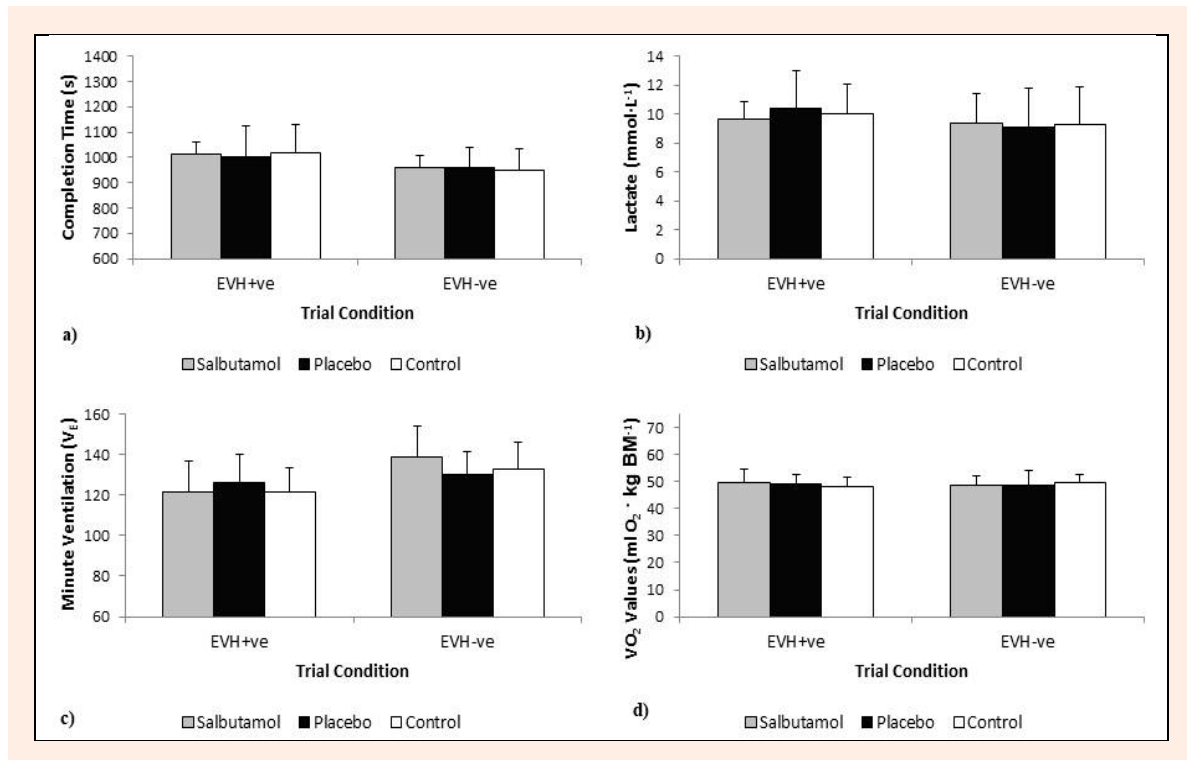 1400
1300
1200
1100
1000
900
800
700
600
Completion Time (s)
EVH+ve EVH-ve
Trial Condition
a)
Salbutamol Placebo Control
14
12
10
8
6
4
2
0
Lactate (mmol·L⁻¹)
EVH+ve EVH-ve
Trial Condition
b)
Salbutamol Placebo Control
160
140
120
100
80
60
Minute Ventilation (V_E)
EVH+ve EVH-ve
Trial Condition
c)
Salbutamol Placebo Control
70
60
50
40
30
20
10
0
VO₂ Values (ml O₂ · kg BM⁻¹)
EVH+ve EVH-ve
Trial Condition
d)
Salbutamol Placebo Control